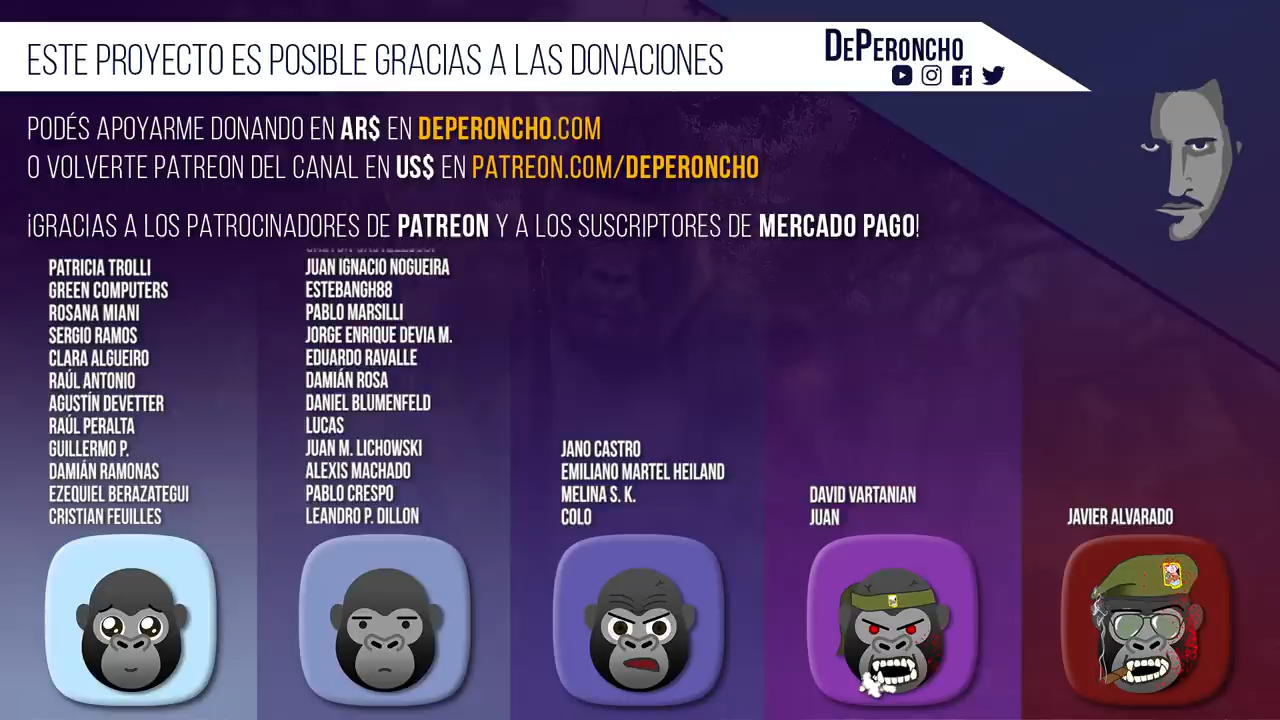 ESTE PROYECTO ES POSIBLE GRACIAS A LAS DONACIONES
DEPERONCHO
PODÉS APOYARME DONANDO EN AR$ EN DEPERONCHO.COM
O VOLVERTE PATREON DEL CANAL EN US$ EN PATREON.COM/DEPERONCHO
¡GRACIAS A LOS PATROCINADORES DE PATREON Y A LOS SUSCRIPTORES DE MERCADO PAGO!
PATRICIA TROLLI
GREEN COMPUTERS
ROSANA MIANI
SERGIO RAMOS
CLARA ALGUEIRO
RAÚL ANTONIO
AGUSTÍN DEVETTER
RAÚL PERALTA
GUILLERMO P.
DAMIÁN RAMONAS
EZEQUIEL BERAZATEGUI
CRISTIAN FEUILLES
JUAN IGNACIO NOGUEIRA
ESTEBANGH88
PABLO MARSILLI
JORGE ENRIQUE DEVIA M.
EDUARDO RAVALLE
DAMIÁN ROSA
DANIEL BLUMENFELD
LUCAS
JUAN M. LICHOWSKI
ALEXIS MACHADO
PABLO CRESPO
LEANDRO P. DILLON
JANO CASTRO
EMILIANO MARTEL HEILAND
MELINA S. K.
COLO
DAVID VARTANIAN
JUAN
JAVIER ALVARADO